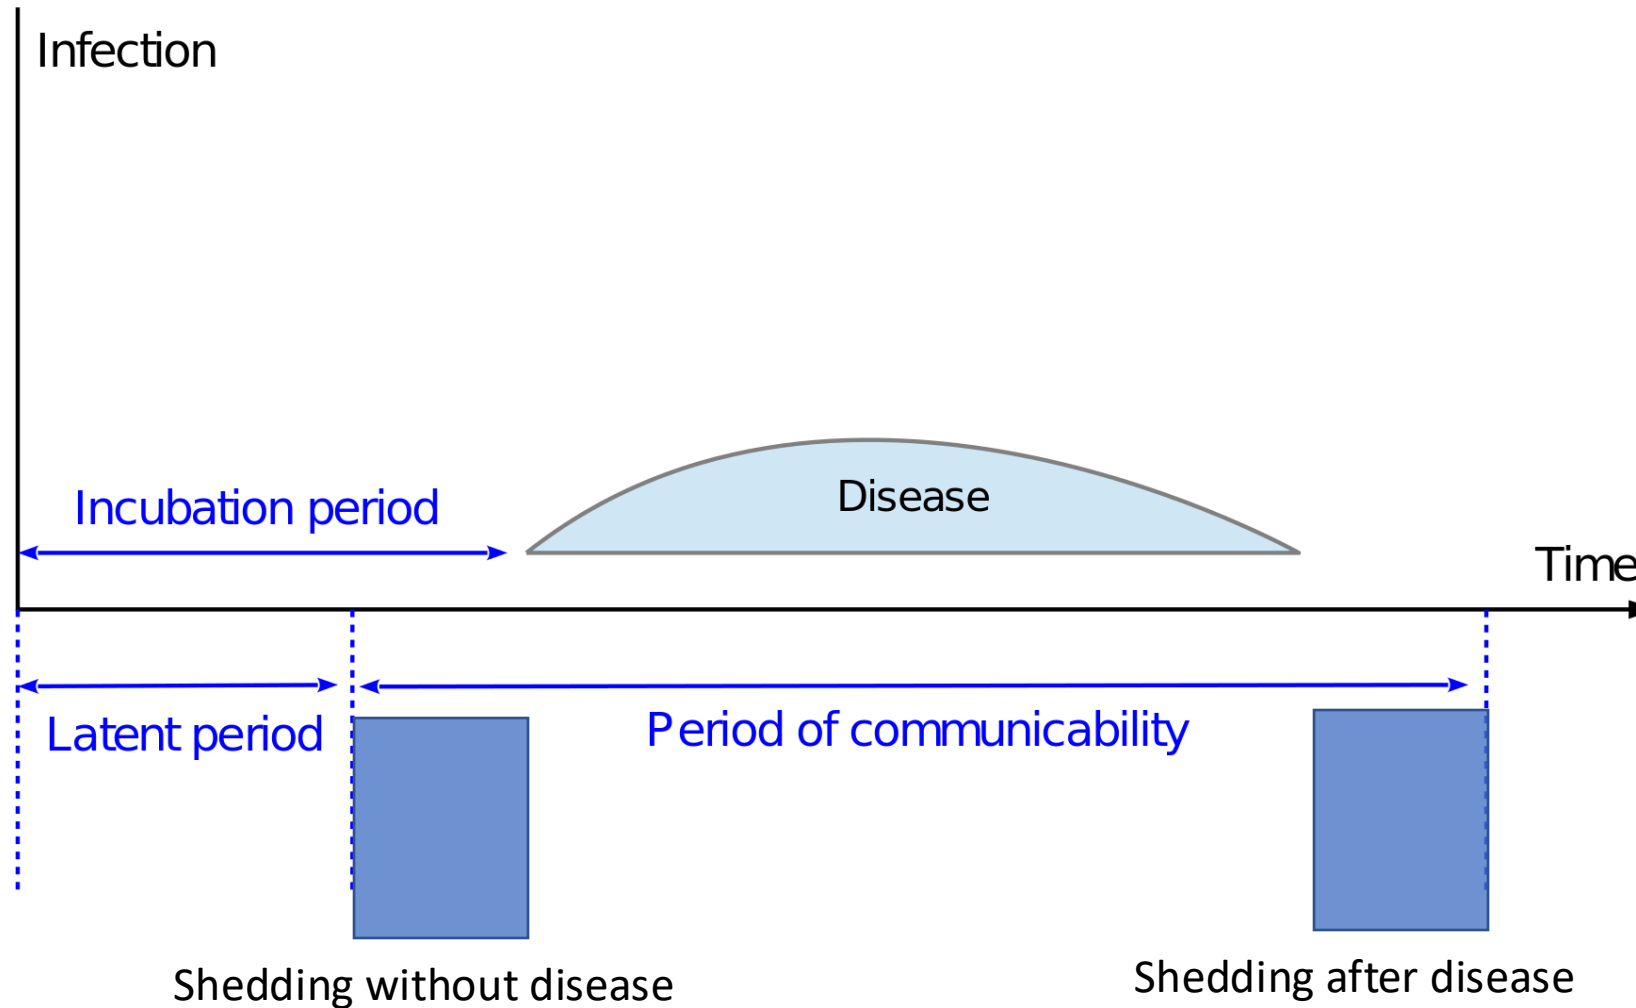 Infection
Incubation period
Disease
Time
Latent period
Period of communicability
Shedding without disease
Shedding after disease